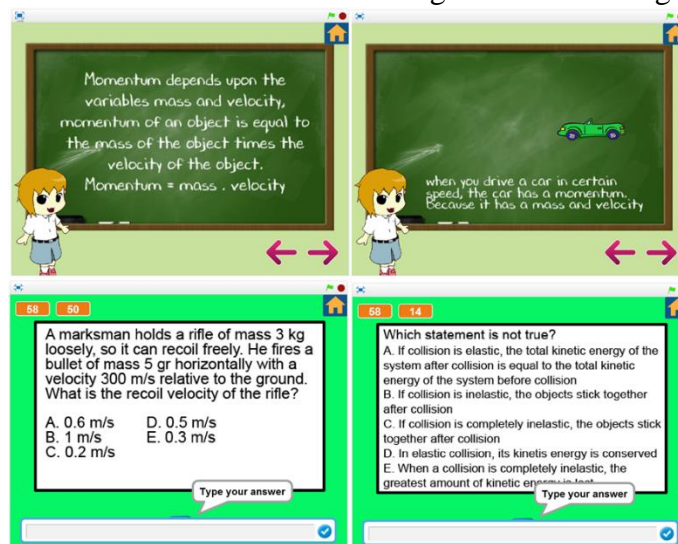 Momentum depends upon the
variables mass and velocity,
momentum of an object is equal to
the mass of the object times the
velocity of the object.
Momentum = mass . velocity
when you drive a car in certain
speed, the car has a momentum.
Because it has a mass and velocity
58 50
A marksman holds a rifle of mass 3 kg
loosely, so it can recoil freely. He fires a
bullet of mass 5 gr horizontally with a
velocity 300 m/s relative to the ground.
What is the recoil velocity of the rifle?
A. 0.6 m/s D. 0.5 m/s
B. 1 m/s E. 0.3 m/s
C. 0.2 m/s
Type your answer
58 14
Which statement is not true?
A. If collision is elastic, the total kinetic energy of the
system after collision is equal to the total kinetic
energy of the system before collision
B. If collision is inelastic, the objects stick together
after collision
C. If collision is completely inelastic, the objects stick
together after collision
D. In elastic collision, its kinetis energy is conserved
E. When a collision is completely inelastic, the
greatest amount of kinetic energy is lost
Type your answer